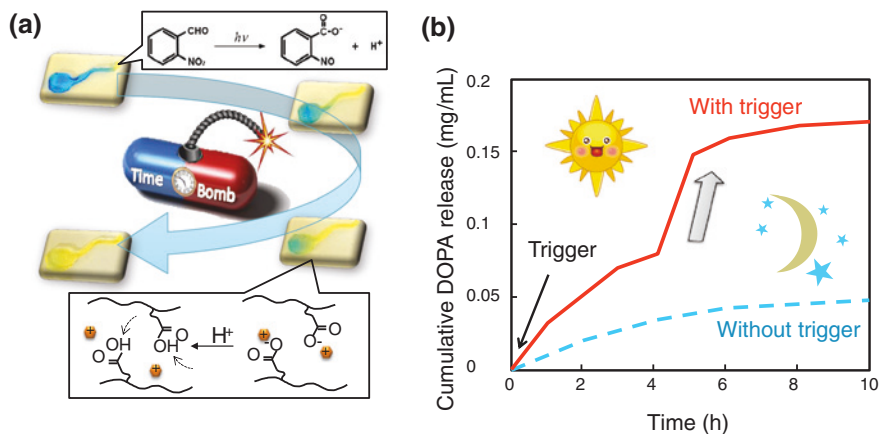 (a)
CHO
NO₂
hν
O
C-O⁻
NO
+ H⁺
Time
Bomb
O
OH
OH
O
H⁺
O
O⁻
O⁻
O
(b)
Cumulative DOPA release (mg/mL)
0.2
0.15
0.1
0.05
0
With trigger
Trigger
Without trigger
0 2 4 6 8 10
Time (h)